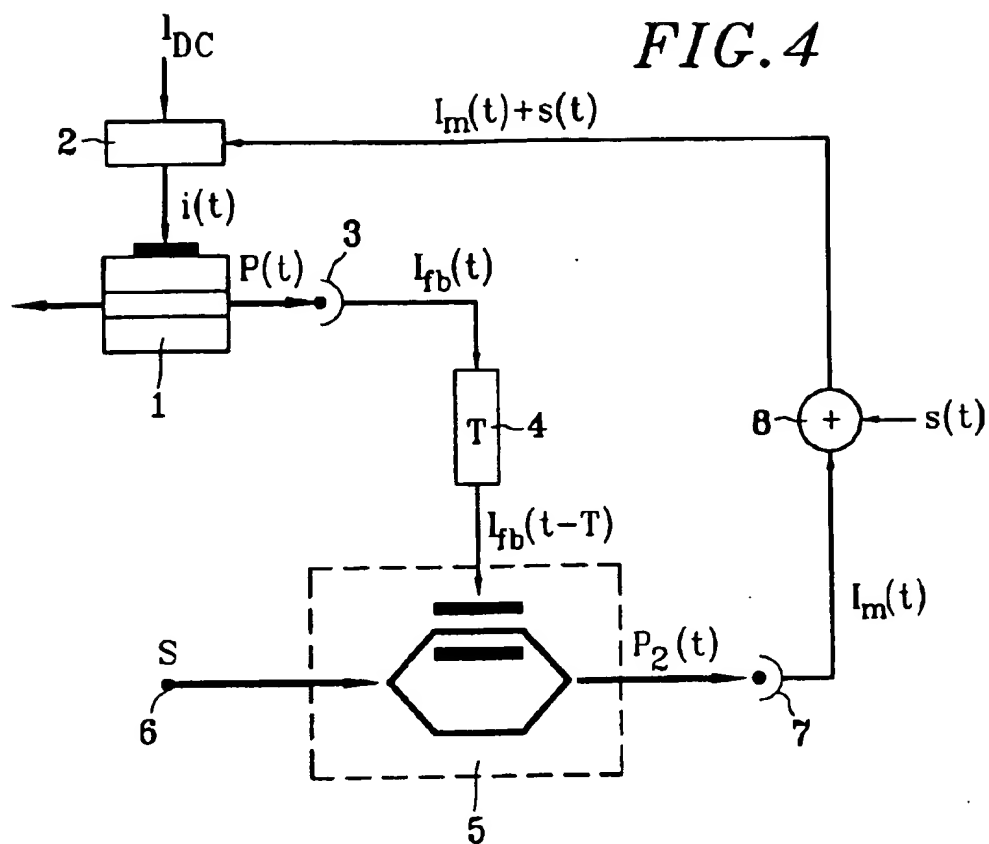 FIG. 4
I_DC
I_m(t)+s(t)
2
i(t)
3
P(t)
I_fb(t)
1
T
4
8
+
s(t)
I_fb(t-T)
I_m(t)
S
P_2(t)
6
7
5